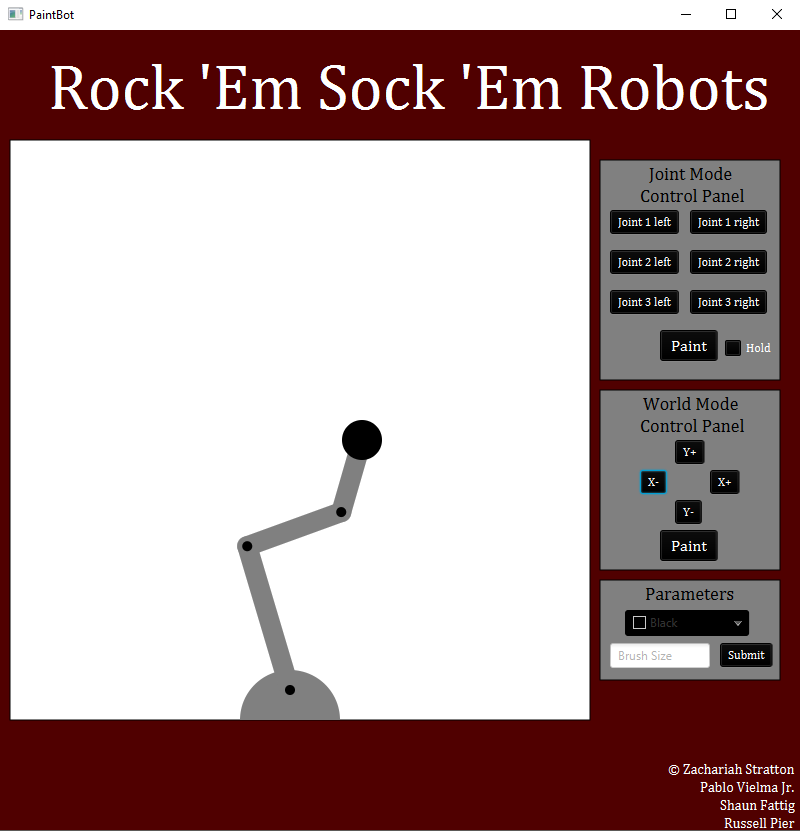 PaintBot
Rock 'Em Sock 'Em Robots
Joint Mode
Control Panel
Joint 1 left Joint 1 right
Joint 2 left Joint 2 right
Joint 3 left Joint 3 right
Paint Hold
World Mode
Control Panel
Y+
X- X+
Y-
Paint
Parameters
Black
Brush Size Submit
© Zachariah Stratton
Pablo Vielma Jr.
Shaun Fattig
Russell Pier